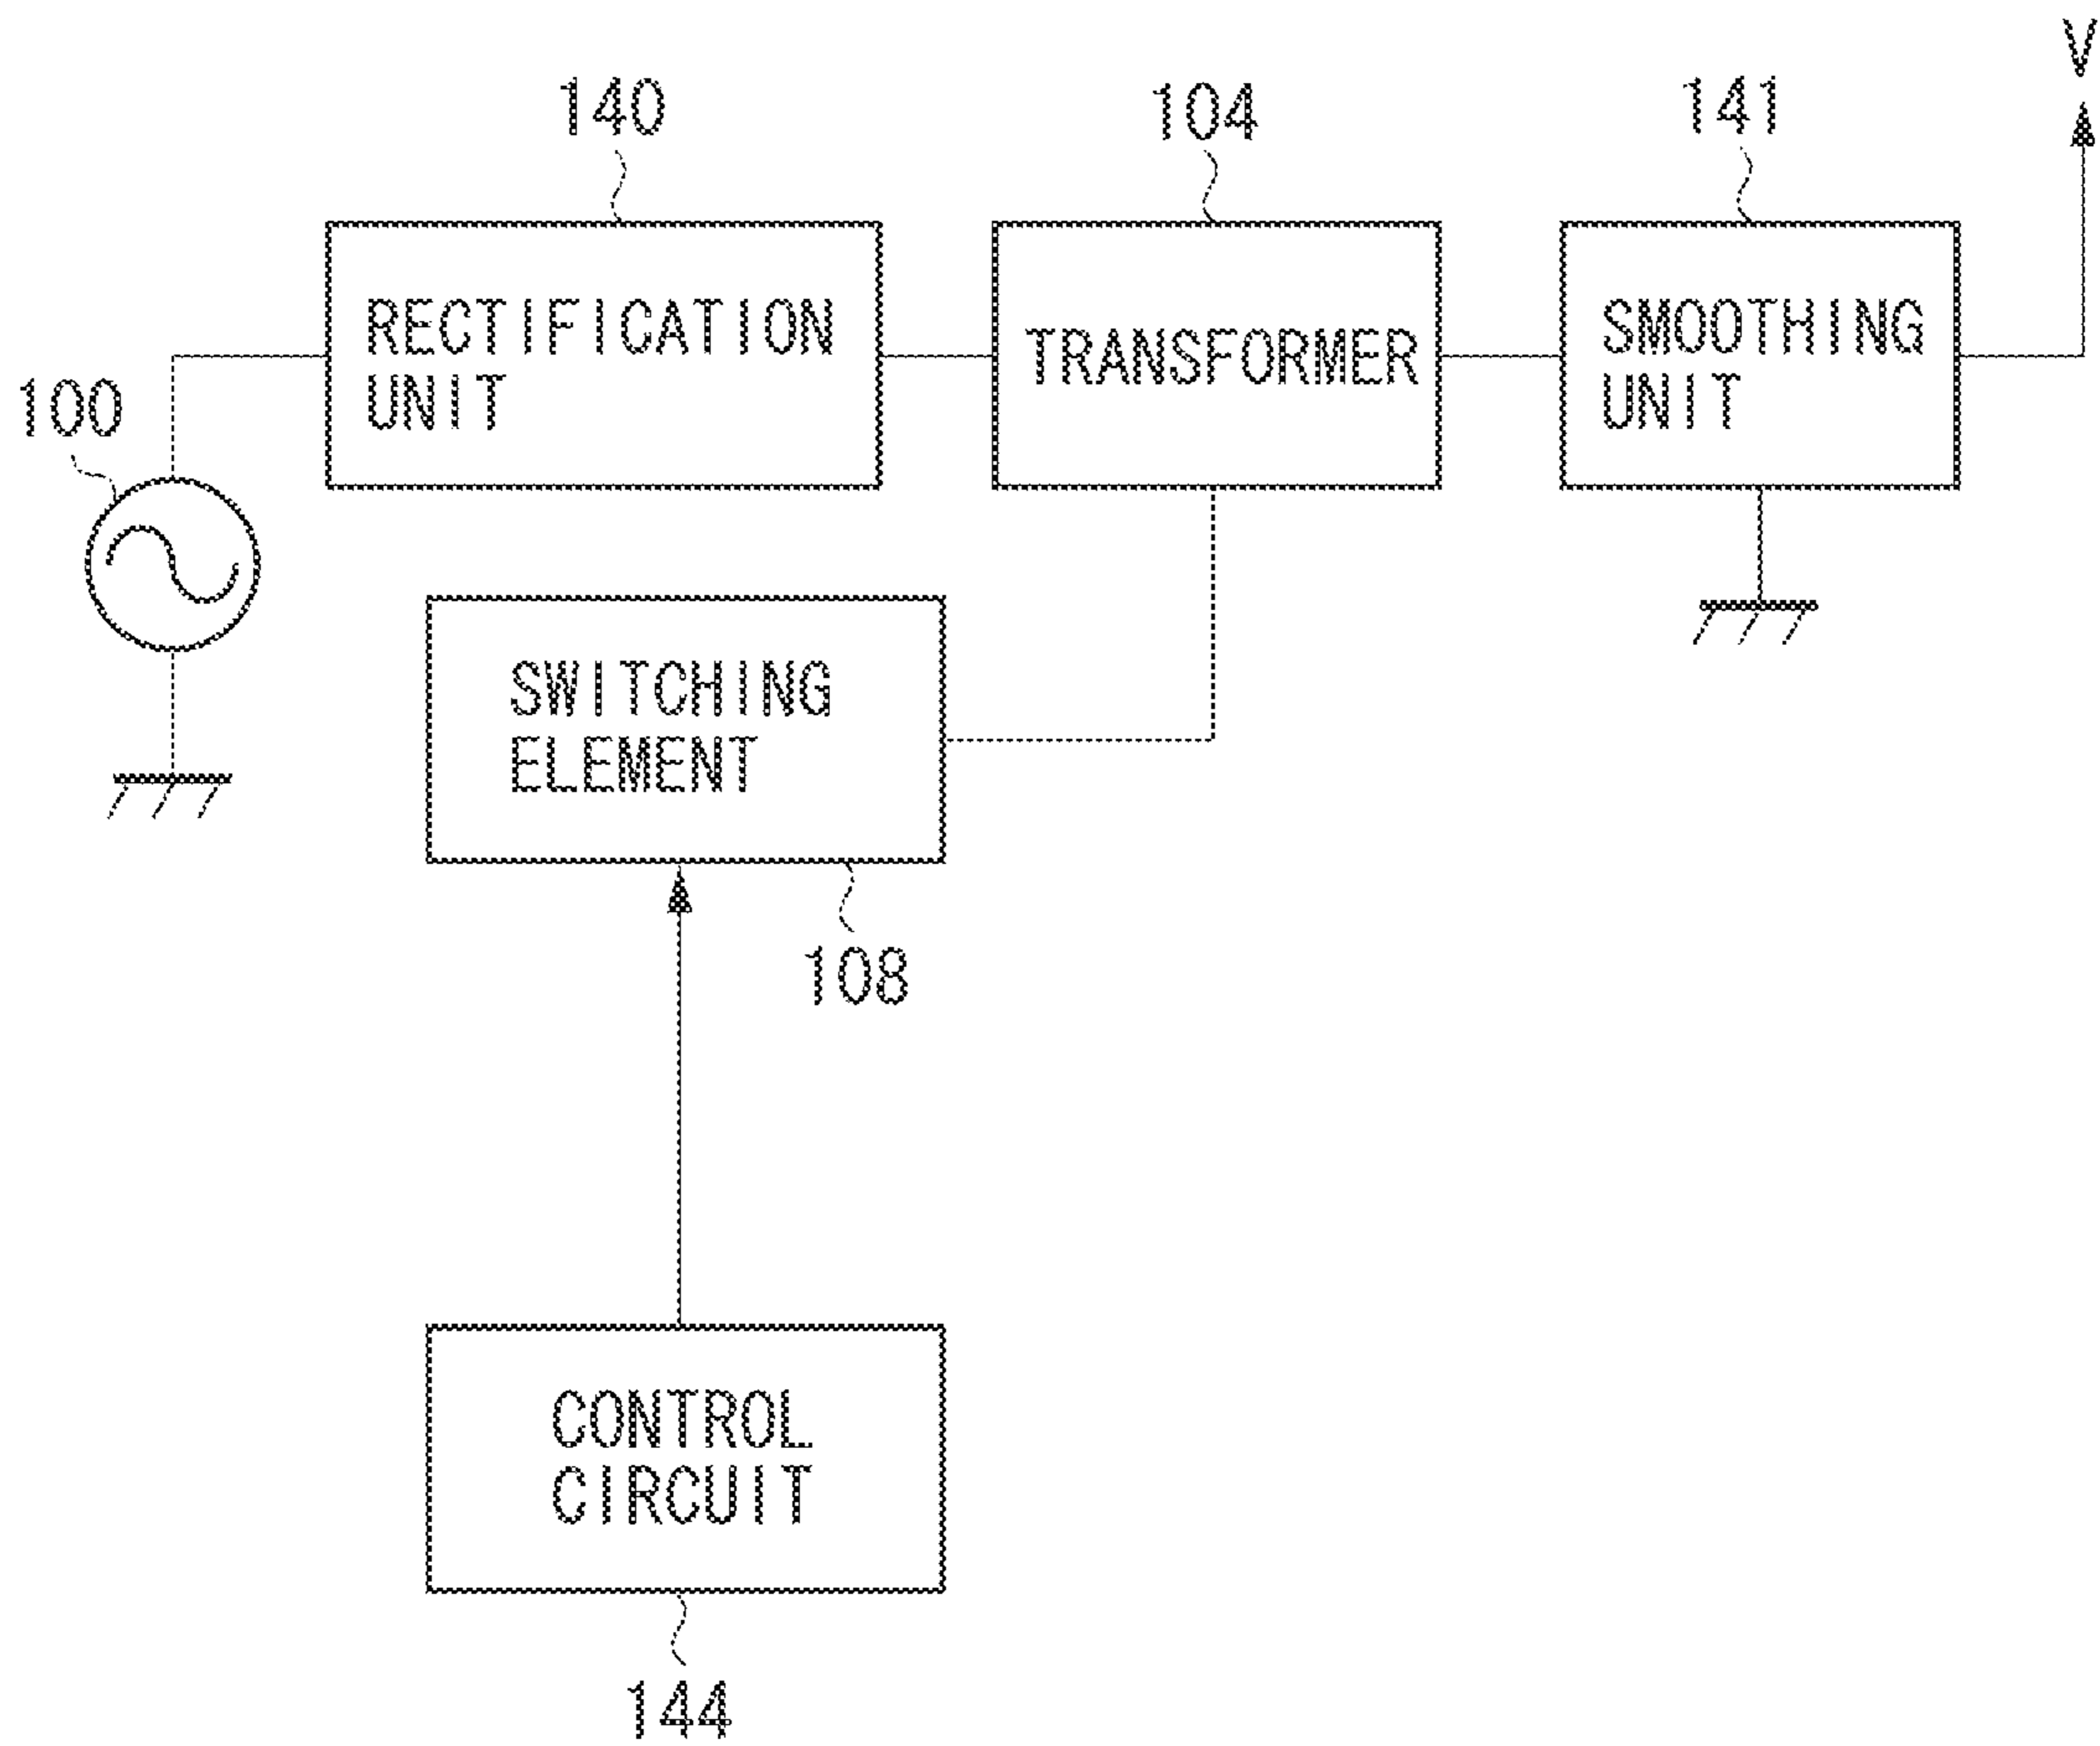 V
140
104
141
RECTIFICATION
UNIT
TRANSFORMER
SMOOTHING
UNIT
100
SWITCHING
ELEMENT
108
CONTROL
CIRCUIT
144